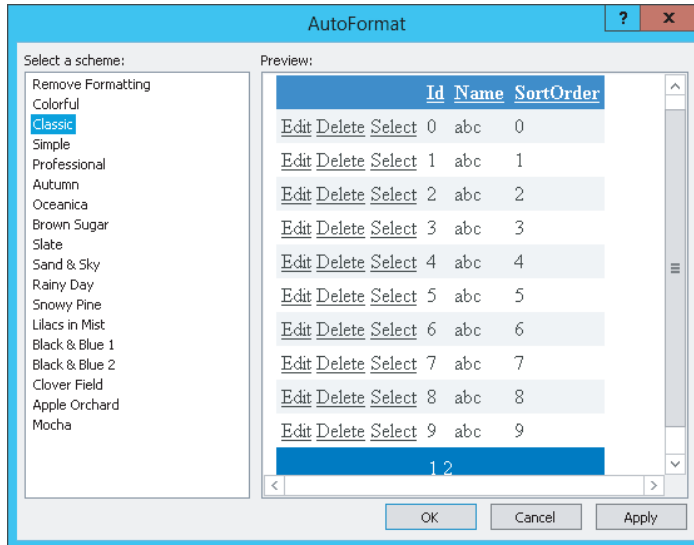 AutoFormat
? x
Select a scheme:
Remove Formatting
Colorful
Classic
Simple
Professional
Autumn
Oceanica
Brown Sugar
Slate
Sand & Sky
Rainy Day
Snowy Pine
Lilacs in Mist
Black & Blue 1
Black & Blue 2
Clover Field
Apple Orchard
Mocha
Preview:
Id Name SortOrder
Edit Delete Select 0 abc 0
Edit Delete Select 1 abc 1
Edit Delete Select 2 abc 2
Edit Delete Select 3 abc 3
Edit Delete Select 4 abc 4
Edit Delete Select 5 abc 5
Edit Delete Select 6 abc 6
Edit Delete Select 7 abc 7
Edit Delete Select 8 abc 8
Edit Delete Select 9 abc 9
1 2
OK Cancel Apply